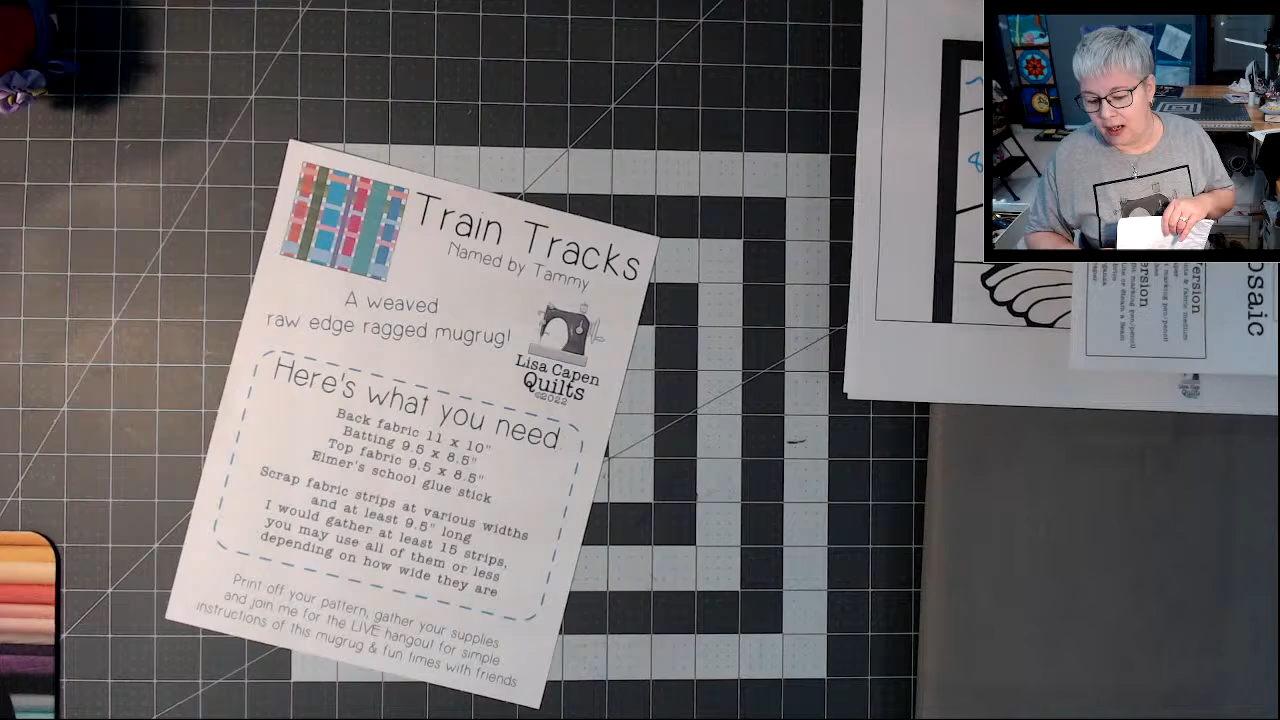 Train Tracks
Named by Tammy
A weaved
raw edge ragged mugrug!
Lisa Capen
Quilts
©2022
Here's what you need
Back fabric 11 x 10"
Batting 9.5 x 8.5"
Top fabric 9.5 x 8.5"
Elmer's school glue stick
Scrap fabric strips at various widths
and at least 9.5" long
I would gather at least 15 strips,
you may use all of them or less
depending on how wide they are
Print off your pattern, gather your supplies
and join me for the LIVE hangout for simple
instructions of this mugrug & fun times with friends
osaic
Version
8